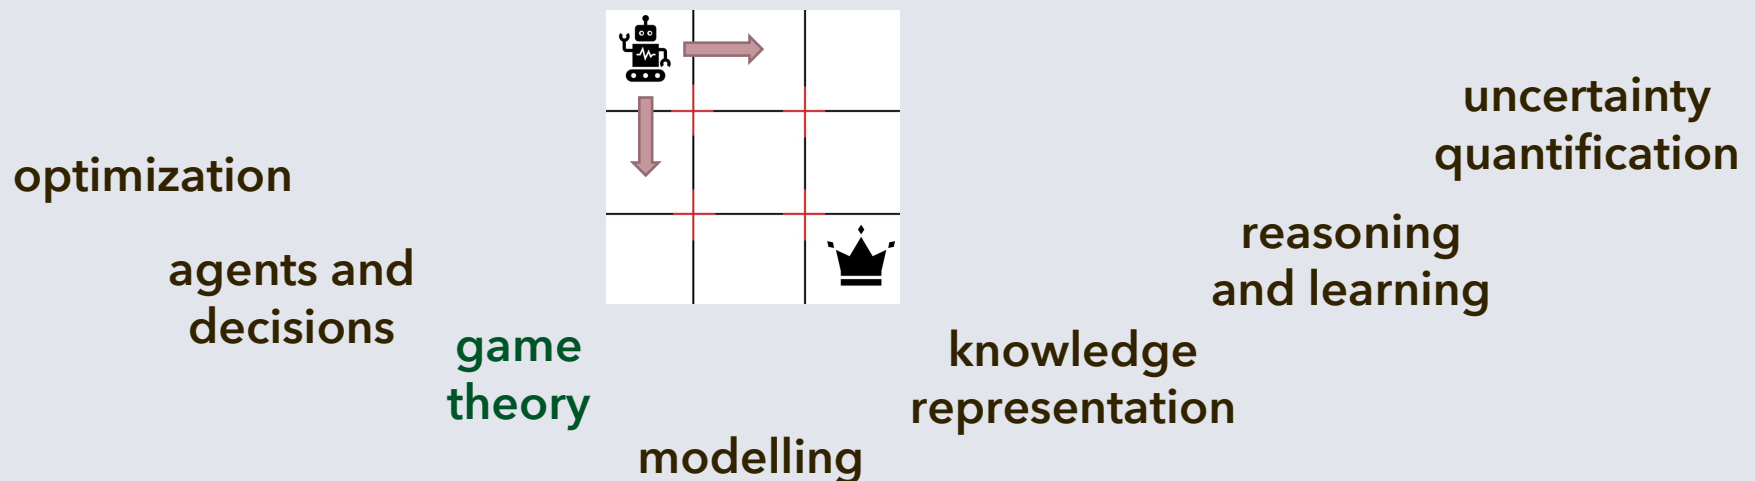 optimization
agents and
decisions
game
theory
modelling
knowledge
representation
reasoning
and learning
uncertainty
quantification